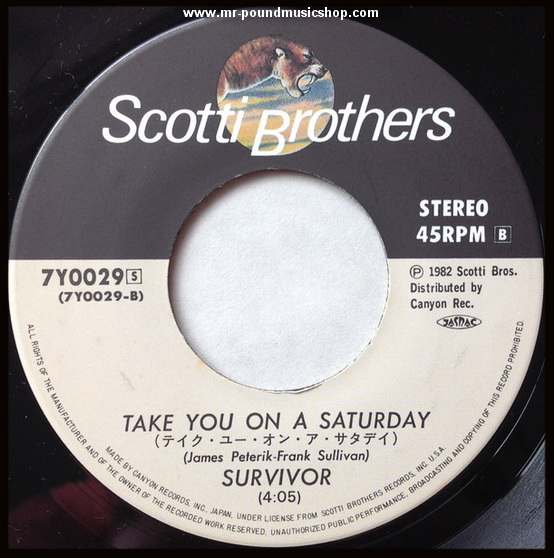 www.mr-poundmusicshop.com
Scotti Brothers
STEREO
45RPM B
7Y0029 S
(7Y0029-B)
Ⓟ 1982 Scotti Bros.
Distributed by
Canyon Rec.
JASRAC
TAKE YOU ON A SATURDAY
(テイク・ユー・オン・ア・サタデイ)
(James Peterik-Frank Sullivan)
SURVIVOR
(4:05)
MADE BY CANYON RECORDS, INC. JAPAN, UNDER LICENSE FROM SCOTTI BROTHERS RECORDS, INC. U.S.A.
ALL RIGHTS OF THE MANUFACTURER AND OF THE OWNER OF THE RECORDED WORK RESERVED. UNAUTHORIZED PUBLIC PERFORMANCE, BROADCASTING AND COPYING OF THIS RECORD PROHIBITED.